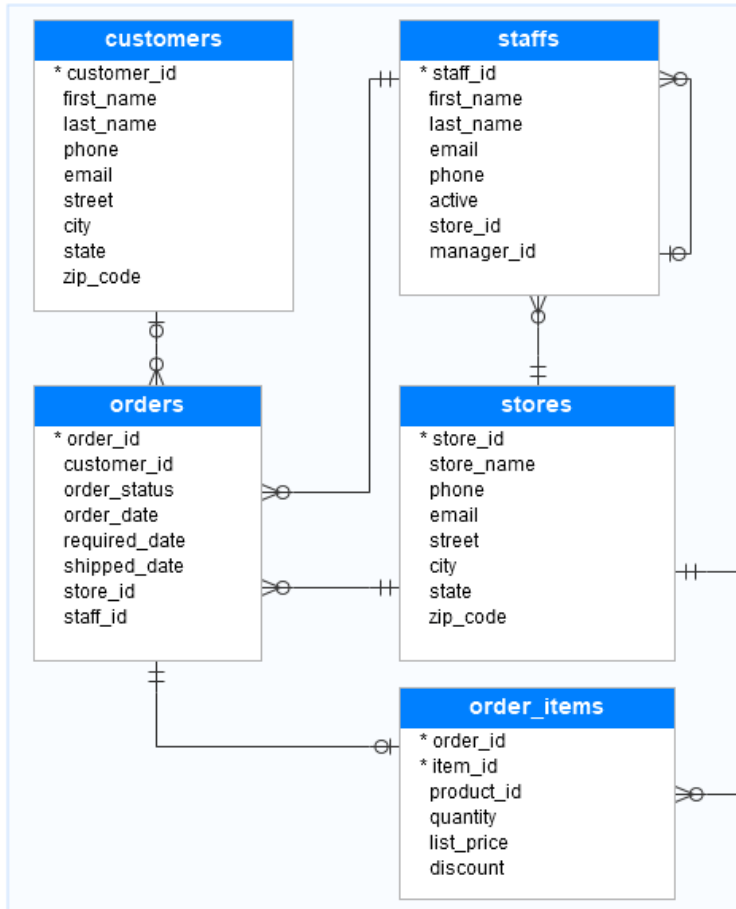 customers
* customer_id
first_name
last_name
phone
email
street
city
state
zip_code
staffs
* staff_id
first_name
last_name
email
phone
active
store_id
manager_id
orders
* order_id
customer_id
order_status
order_date
required_date
shipped_date
store_id
staff_id
stores
* store_id
store_name
phone
email
street
city
state
zip_code
order_items
* order_id
* item_id
product_id
quantity
list_price
discount